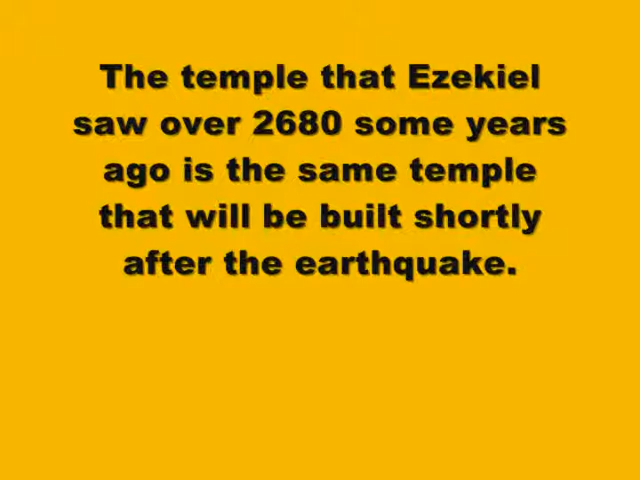 The temple that Ezekiel
saw over 2680 some years
ago is the same temple
that will be built shortly
after the earthquake.